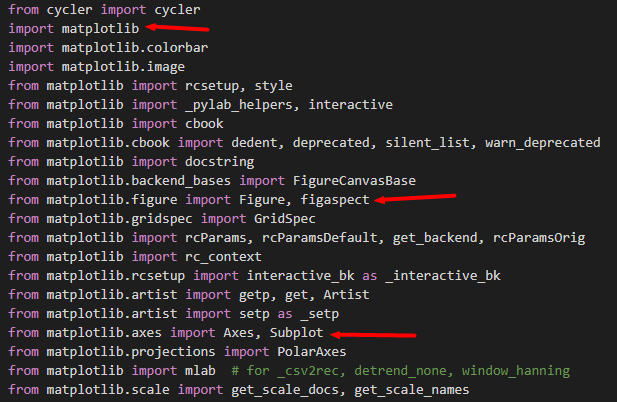 from cycler import cycler
import matplotlib
import matplotlib.colorbar
import matplotlib.image
from matplotlib import rcsetup, style
from matplotlib import _pylab_helpers, interactive
from matplotlib import cbook
from matplotlib.cbook import dedent, deprecated, silent_list, warn_deprecated
from matplotlib import docstring
from matplotlib.backend_bases import FigureCanvasBase
from matplotlib.figure import Figure, figaspect
from matplotlib.gridspec import GridSpec
from matplotlib import rcParams, rcParamsDefault, get_backend, rcParamsOrig
from matplotlib import rc_context
from matplotlib.rcsetup import interactive_bk as _interactive_bk
from matplotlib.artist import getp, get, Artist
from matplotlib.artist import setp as _setp
from matplotlib.axes import Axes, Subplot
from matplotlib.projections import PolarAxes
from matplotlib import mlab  # for _csv2rec, detrend_none, window_hanning
from matplotlib.scale import get_scale_docs, get_scale_names